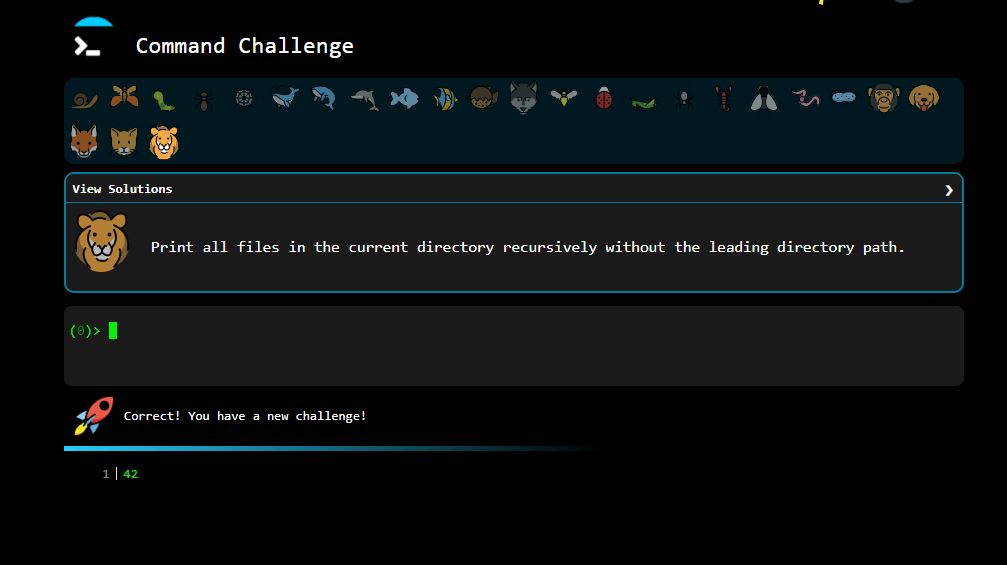 Command Challenge
View Solutions
Print all files in the current directory recursively without the leading directory path.
(0)>
Correct! You have a new challenge!
1 | 42